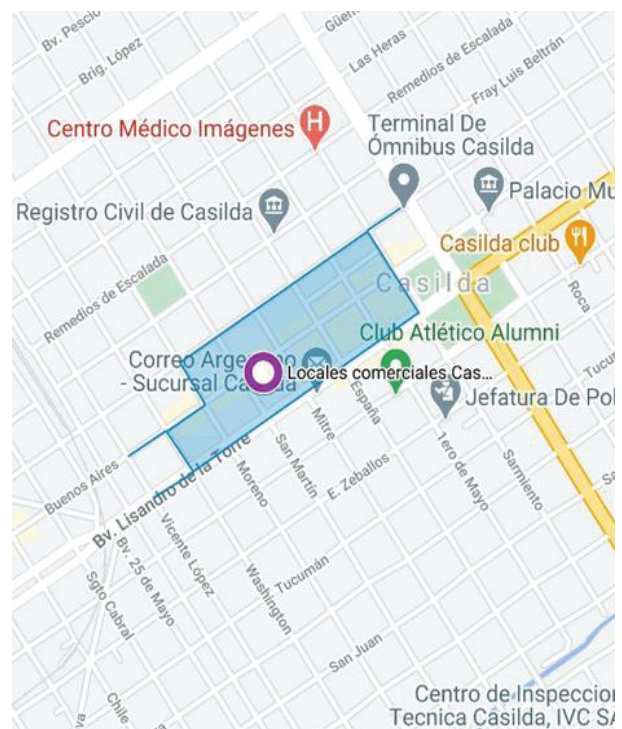 Bv. Pescio
Brig. López
Las Heras
Remedios de Escalada
Fray Luis Beltrán
Centro Médico Imágenes
H
Terminal De
Ómnibus Casilda
Palacio Mu
Registro Civil de Casilda
Casilda club
Remedios de Escalada
Casilda
Roca
Club Atlético Alumni
Correo Argentino
- Sucursal Casilda
Locales comerciales Cas...
Tucu
Jefatura De Pol
España
Mitre
San Martín
Moreno
1ero de Mayo
Sarmiento
Buenos Aires
Bv. Lisandro de la Torre
E. Zeballos
Vicente López
Bv. 25 de Mayo
Sgto Cabral
Washington
Tucumán
San Juan
Chile
Centro de Inspeccion
Tecnica Casilda, IVC SA